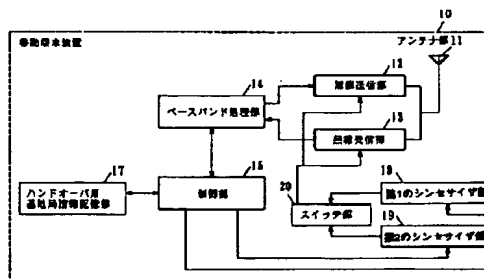 10
移動端末装置
アンテナ部
11
14
12
ベースバンド処理部
無線送信部
13
無線受信部
17
15
18
ハンドオーバ用
基地局情報記憶部
制御部
20
スイッチ部
第1のシンセサイザ部
19
第2のシンセサイザ部